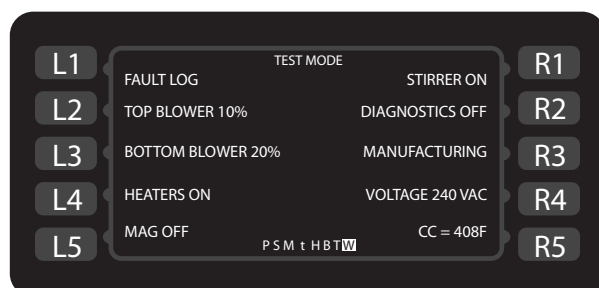 TEST MODE
L1 FAULT LOG STIRRER ON R1
L2 TOP BLOWER 10% DIAGNOSTICS OFF R2
L3 BOTTOM BLOWER 20% MANUFACTURING R3
L4 HEATERS ON VOLTAGE 240 VAC R4
L5 MAG OFF CC = 408F R5
P S M t H B T W